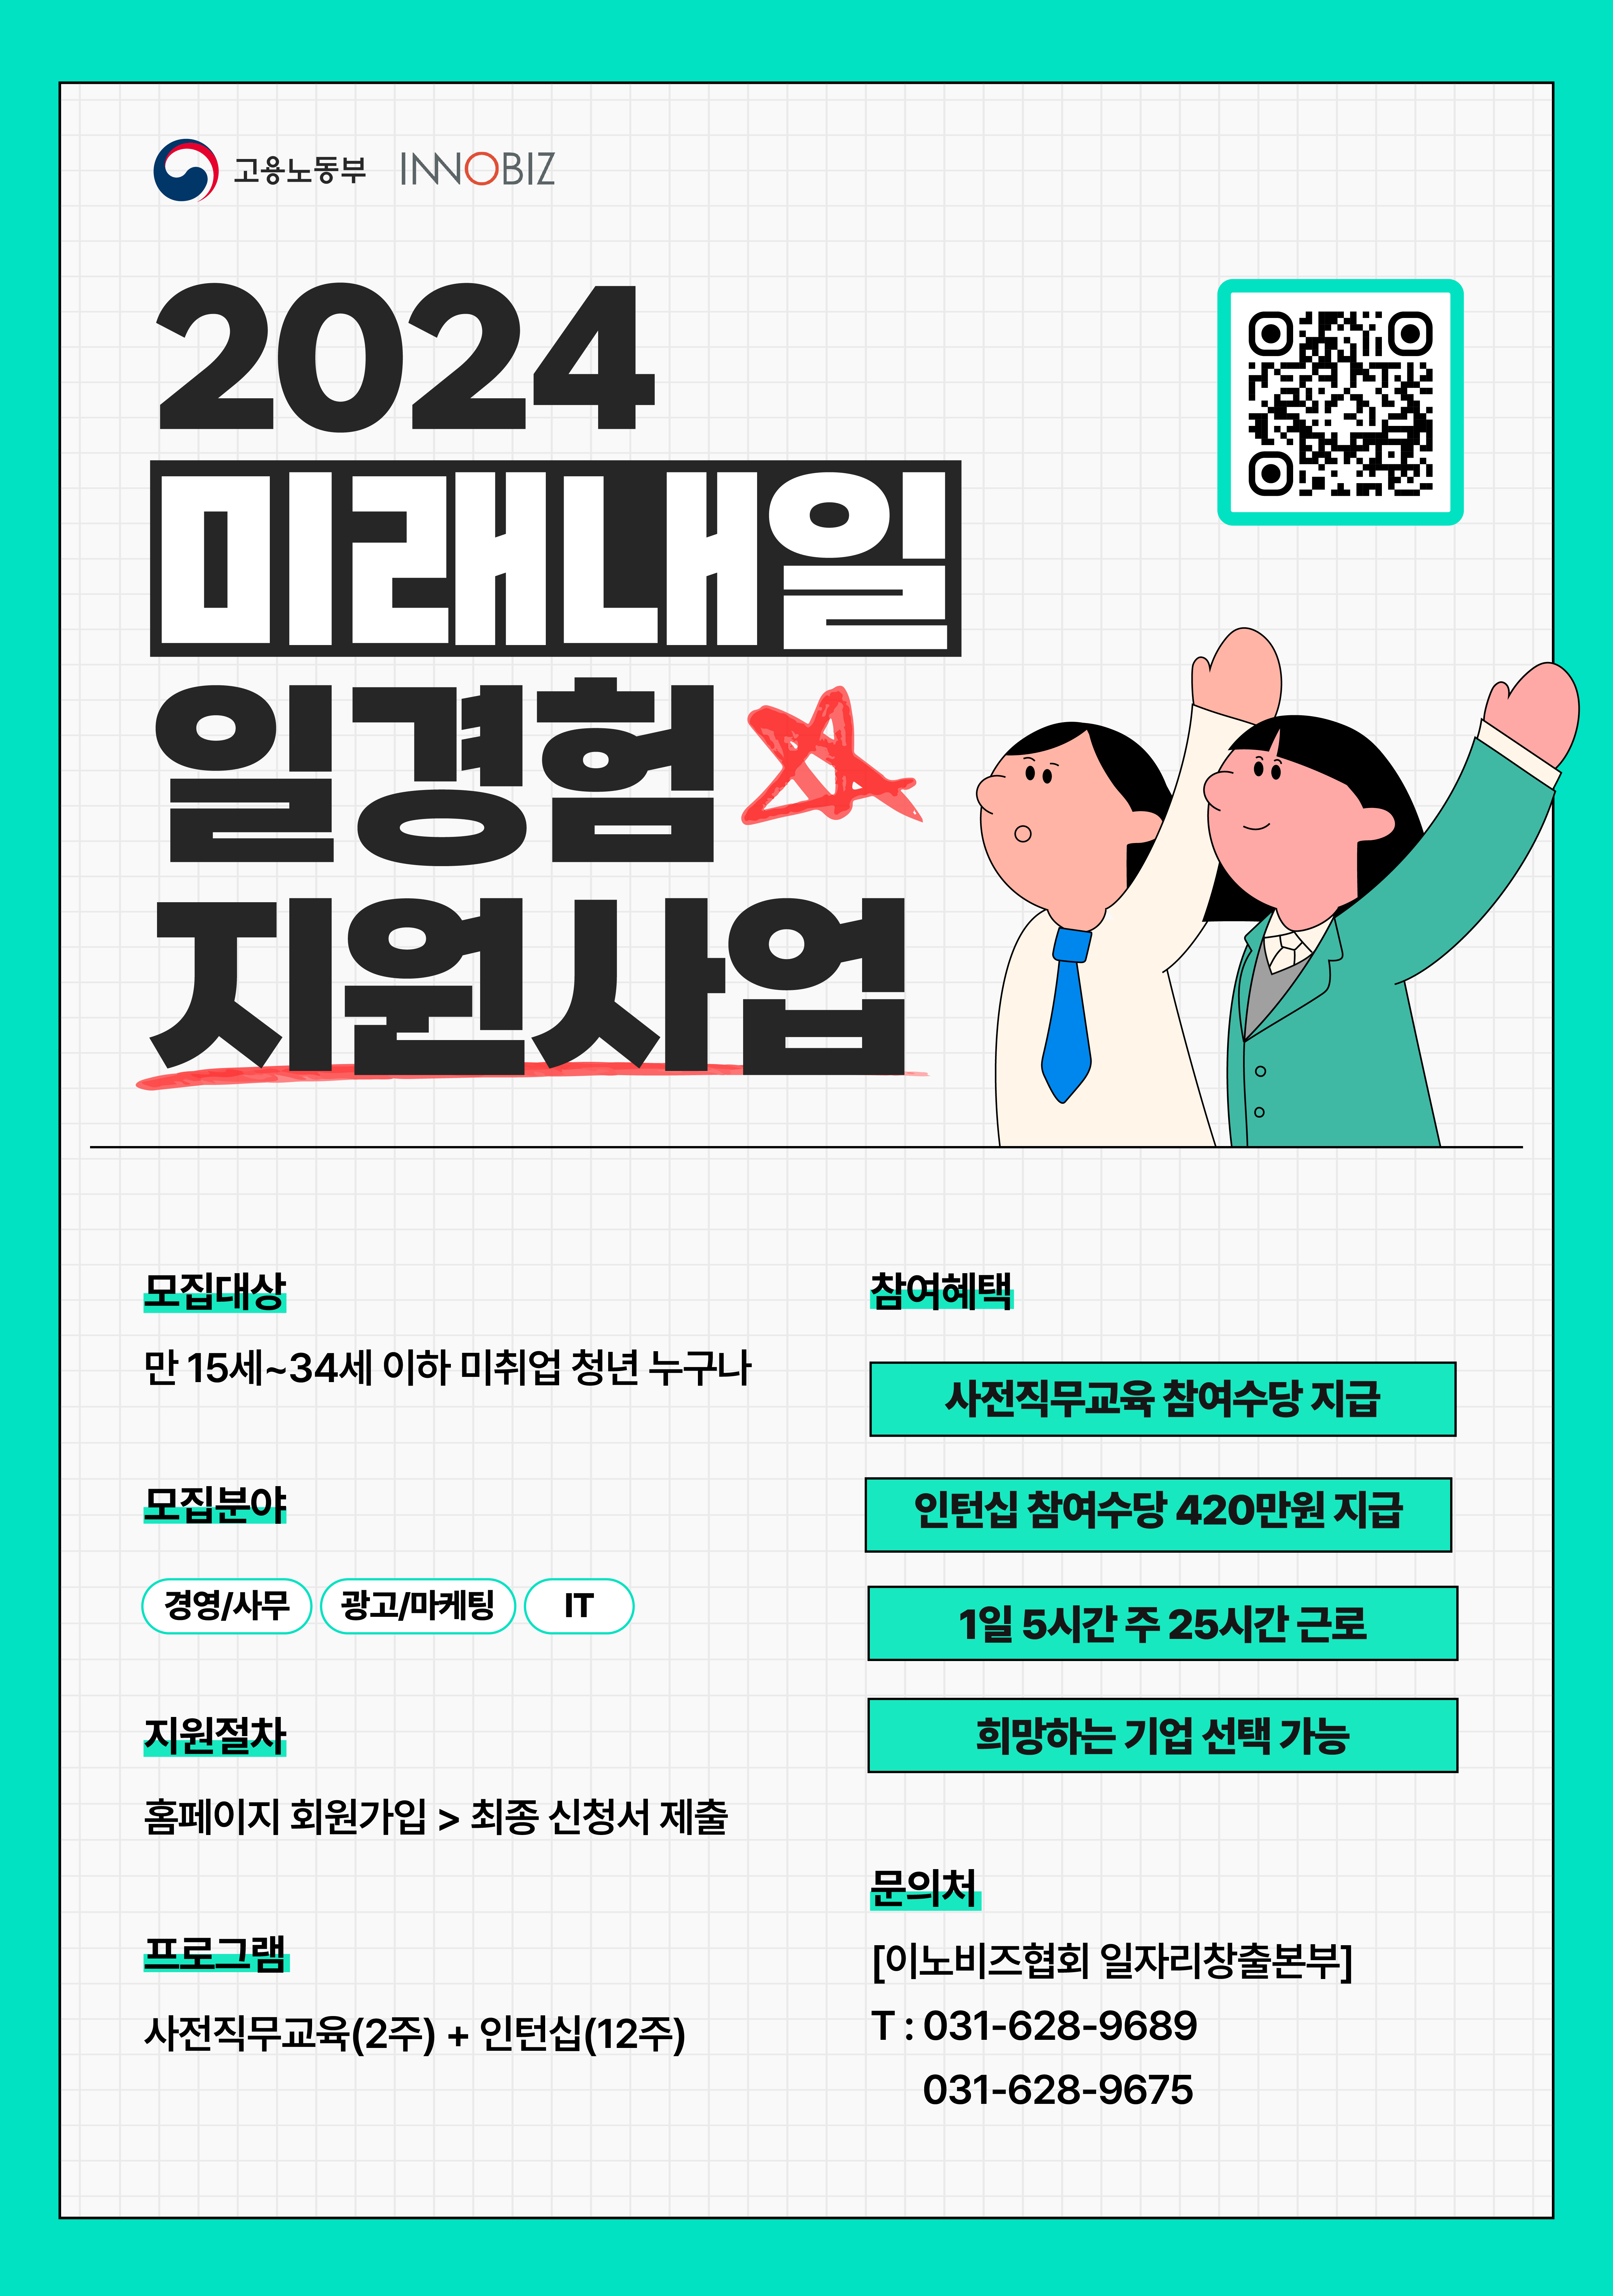 고용노동부 INNOBIZ
2024
미래내일
일경험
지원사업
모집대상
만 15세~34세 이하 미취업 청년 누구나
모집분야
경영/사무 광고/마케팅 IT
지원절차
홈페이지 회원가입 > 최종 신청서 제출
프로그램
사전직무교육(2주) + 인턴십(12주)
참여혜택
사전직무교육 참여수당 지급
인턴십 참여수당 420만원 지급
1일 5시간 주 25시간 근로
희망하는 기업 선택 가능
문의처
[이노비즈협회 일자리창출본부]
T : 031-628-9689
031-628-9675